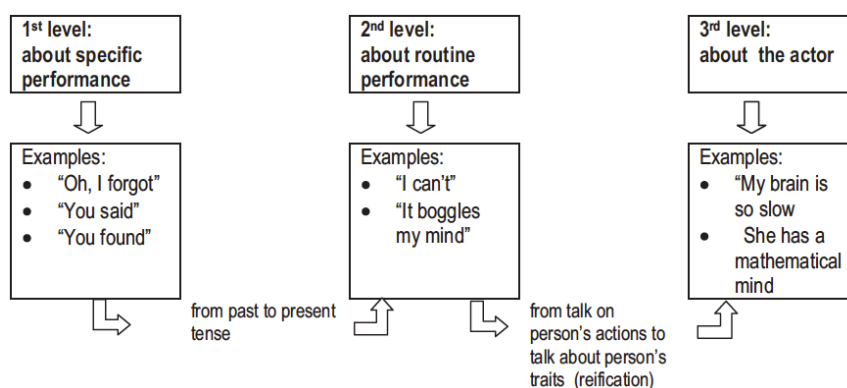 1st level:
about specific
performance
Examples:
• “Oh, I forgot”
• “You said”
• “You found”
from past to present
tense
2nd level:
about routine
performance
Examples:
• “I can’t”
• “It boggles
my mind”
from talk on
person’s actions to
talk about person’s
traits (reification)
3rd level:
about the actor
Examples:
• “My brain is
so slow
• She has a
mathematical
mind